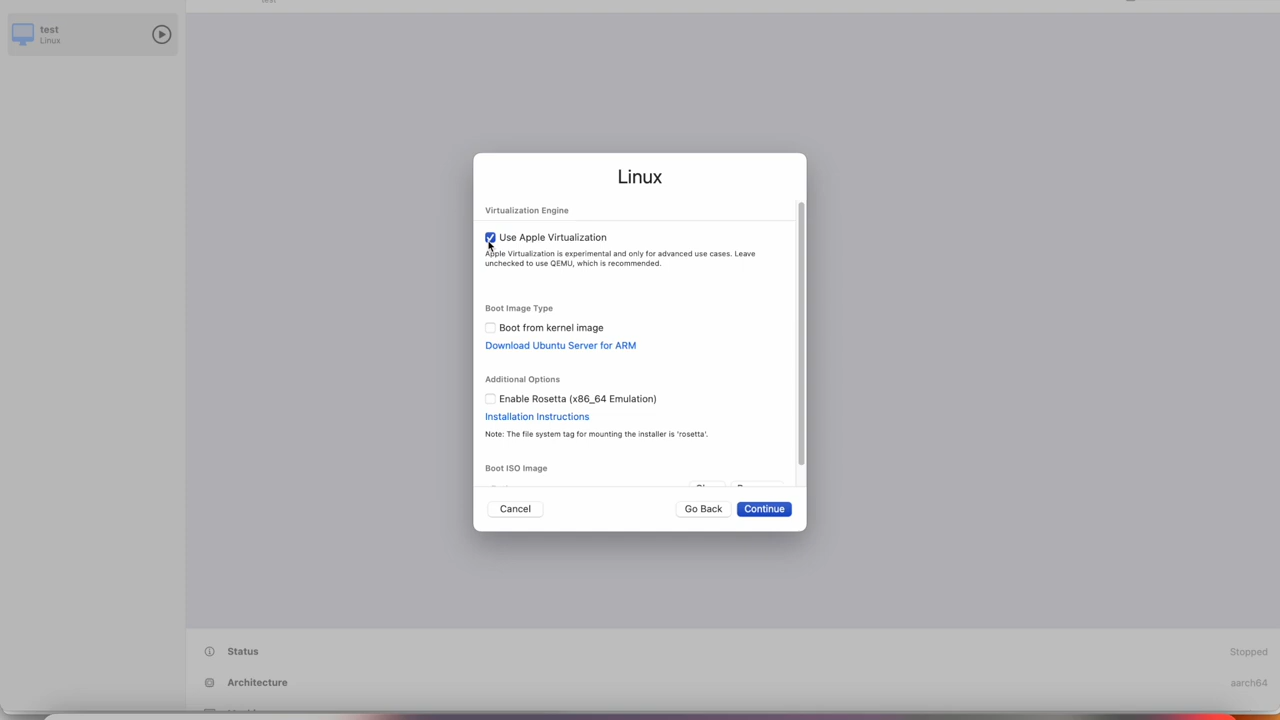 test
test
Linux
Linux
Virtualization Engine
Use Apple Virtualization
Apple Virtualization is experimental and only for advanced use cases. Leave
unchecked to use QEMU, which is recommended.
Boot Image Type
Boot from kernel image
Download Ubuntu Server for ARM
Additional Options
Enable Rosetta (x86_64 Emulation)
Installation Instructions
Note: The file system tag for mounting the installer is 'rosetta'.
Boot ISO Image
Cancel
Go Back
Continue
Status
Stopped
Architecture
aarch64